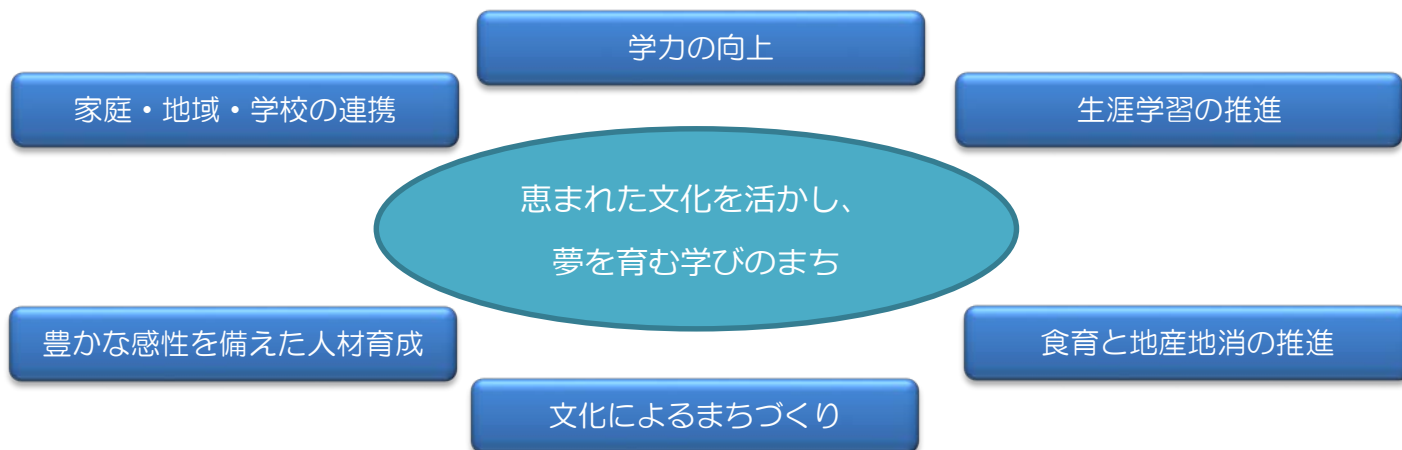 学力の向上
家庭・地域・学校の連携
生涯学習の推進
恵まれた文化を活かし、
夢を育む学びのまち
豊かな感性を備えた人材育成
食育と地産地消の推進
文化によるまちづくり